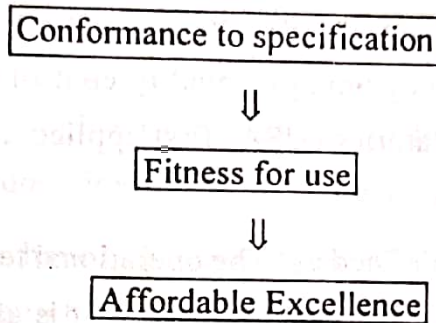 Conformance to specification
⇓
Fitness for use
⇓
Affordable Excellence